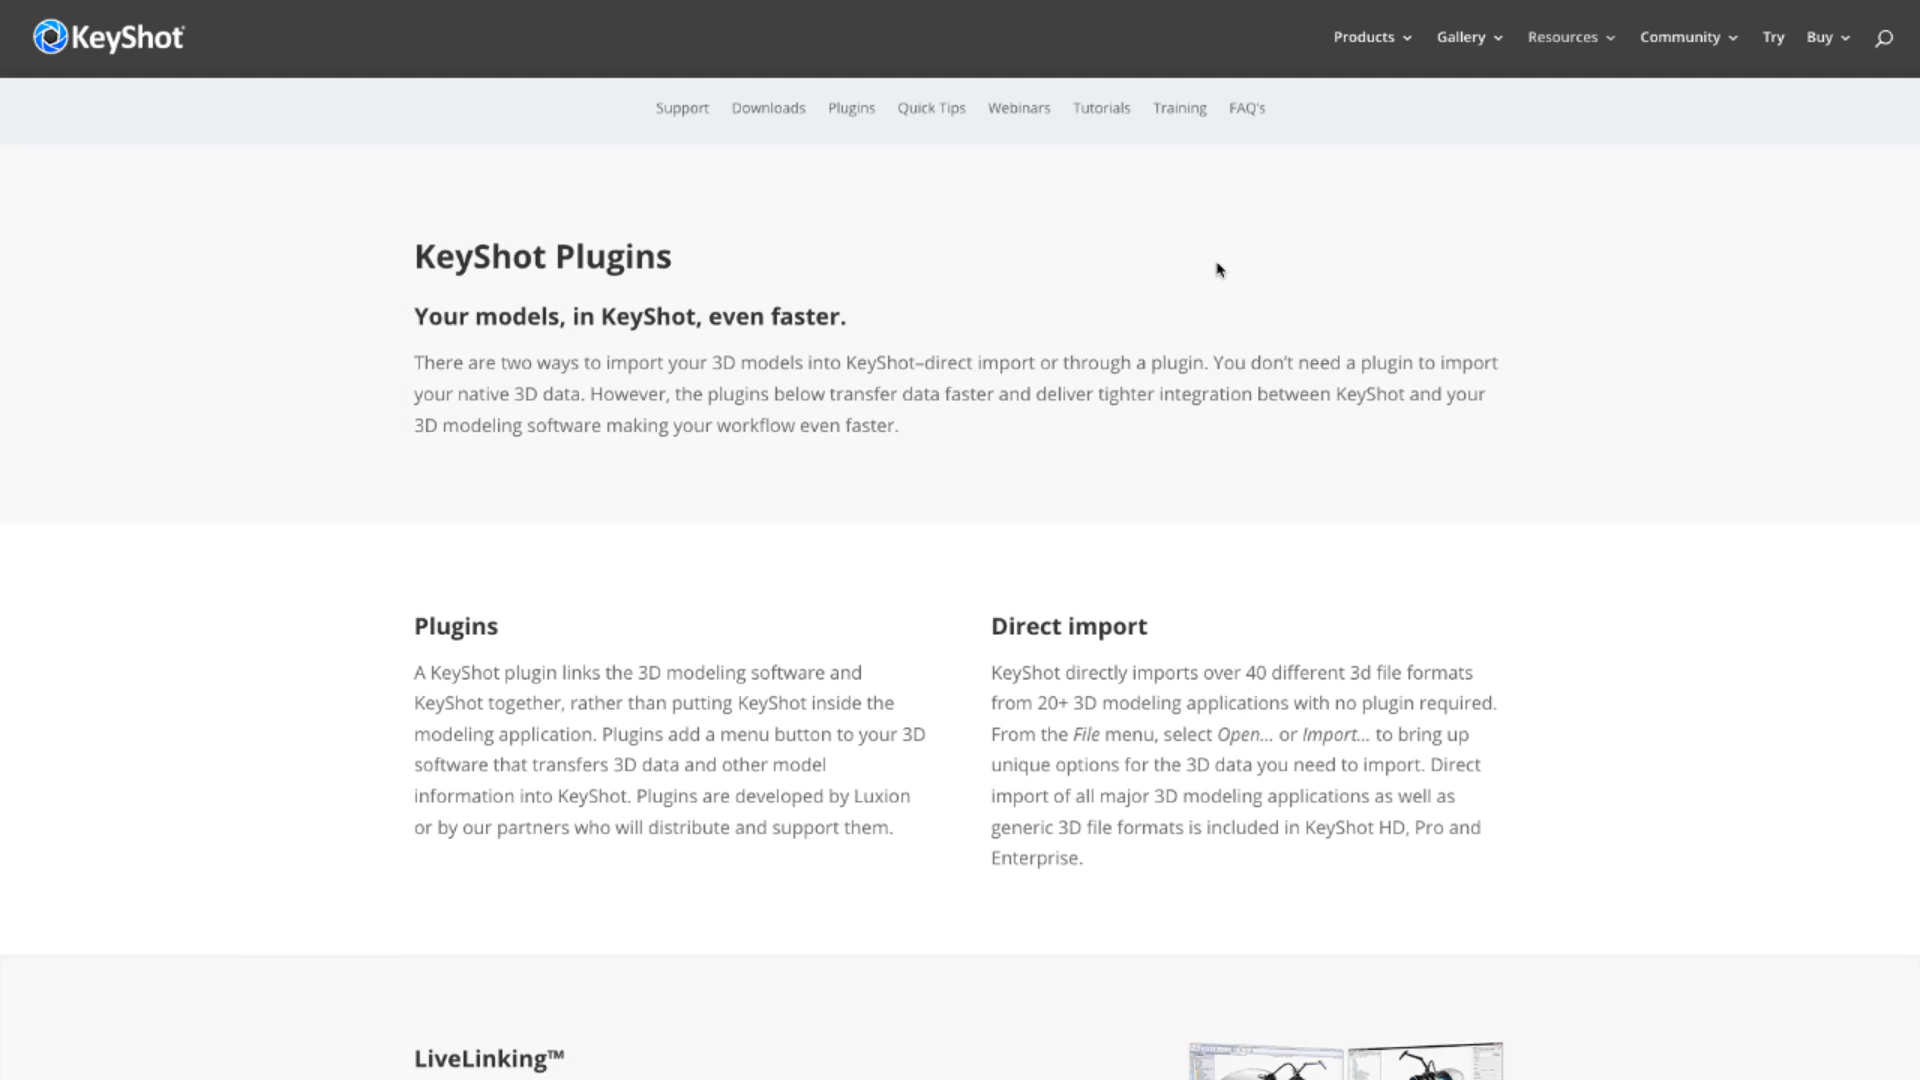 KeyShot
Products Gallery Resources Community Try Buy
Support Downloads Plugins Quick Tips Webinars Tutorials Training FAQ's
KeyShot Plugins
Your models, in KeyShot, even faster.
There are two ways to import your 3D models into KeyShot–direct import or through a plugin. You don’t need a plugin to import
your native 3D data. However, the plugins below transfer data faster and deliver tighter integration between KeyShot and your
3D modeling software making your workflow even faster.
Plugins
A KeyShot plugin links the 3D modeling software and
KeyShot together, rather than putting KeyShot inside the
modeling application. Plugins add a menu button to your 3D
software that transfers 3D data and other model
information into KeyShot. Plugins are developed by Luxion
or by our partners who will distribute and support them.
Direct import
KeyShot directly imports over 40 different 3d file formats
from 20+ 3D modeling applications with no plugin required.
From the File menu, select Open... or Import... to bring up
unique options for the 3D data you need to import. Direct
import of all major 3D modeling applications as well as
generic 3D file formats is included in KeyShot HD, Pro and
Enterprise.
LiveLinking™